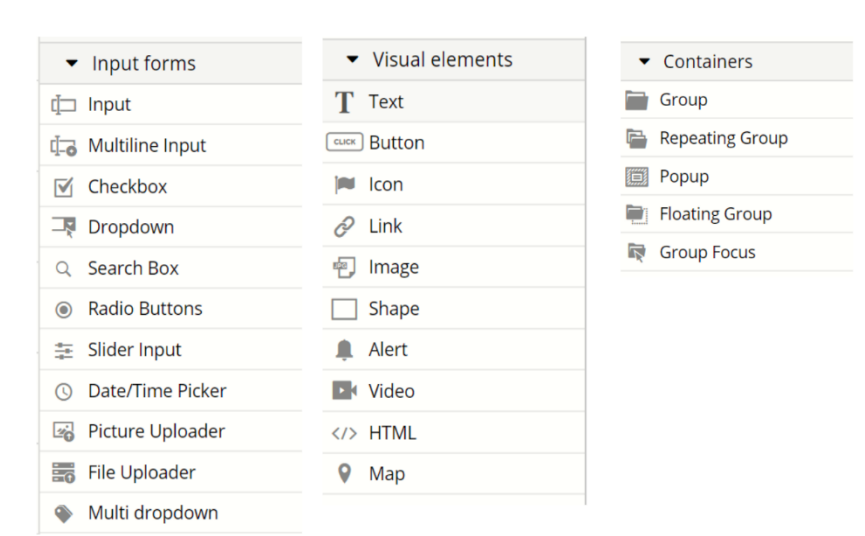 Input forms
Input
Multiline Input
Checkbox
Dropdown
Search Box
Radio Buttons
Slider Input
Date/Time Picker
Picture Uploader
File Uploader
Multi dropdown
Visual elements
T Text
CLICK Button
Icon
Link
Image
Shape
Alert
Video
</> HTML
Map
Containers
Group
Repeating Group
Popup
Floating Group
Group Focus